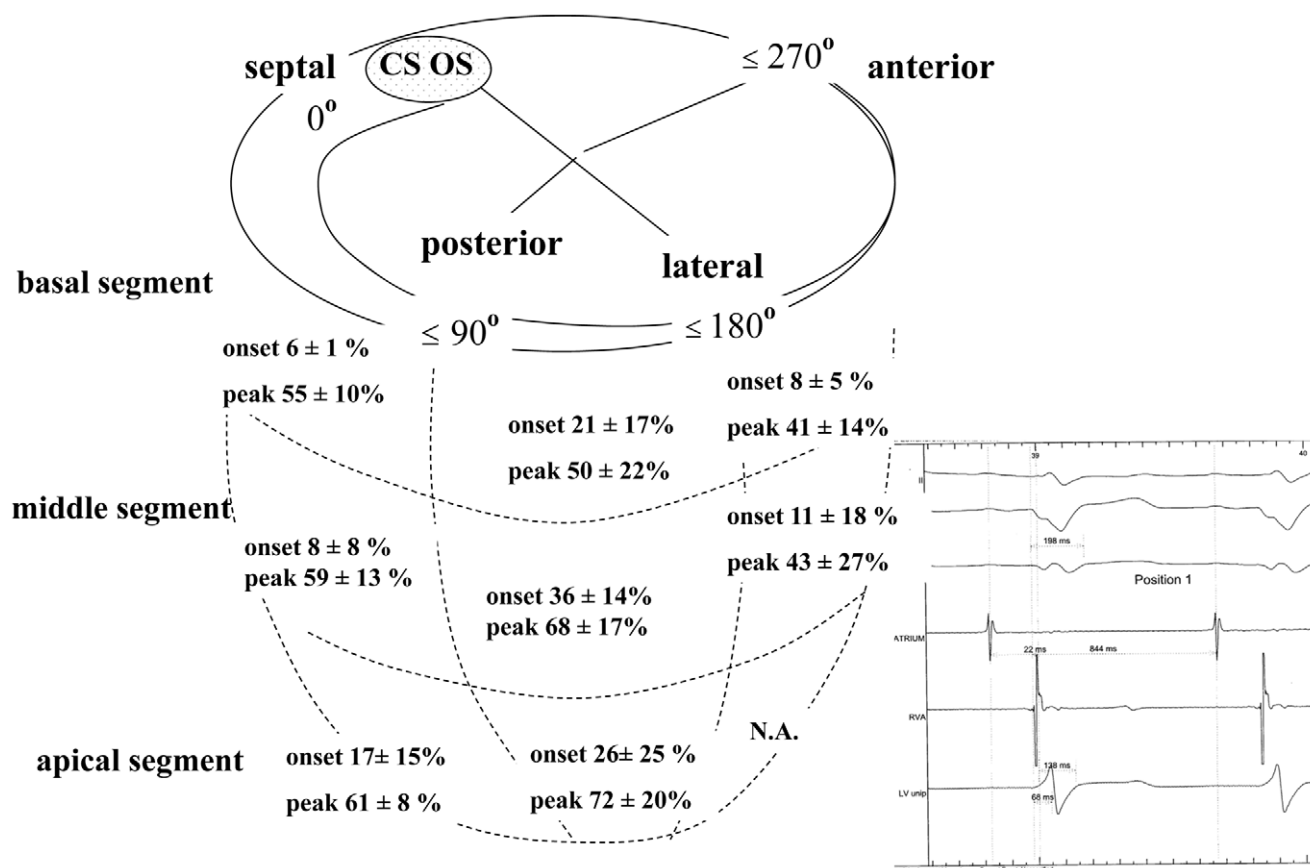 septal
CS OS
≤ 270°
anterior
0°
posterior
lateral
basal segment
≤ 90°
≤ 180°
onset 6 ± 1 %
peak 55 ± 10%
onset 21 ± 17%
peak 50 ± 22%
onset 8 ± 5 %
peak 41 ± 14%
middle segment
onset 8 ± 8 %
peak 59 ± 13 %
onset 36 ± 14%
peak 68 ± 17%
onset 11 ± 18 %
peak 43 ± 27%
apical segment
onset 17± 15%
peak 61 ± 8 %
onset 26± 25 %
peak 72 ± 20%
N.A.
39
40
II
198 ms
Position 1
ATRIUM
22 ms
844 ms
RVA
138 ms
LV unip
68 ms